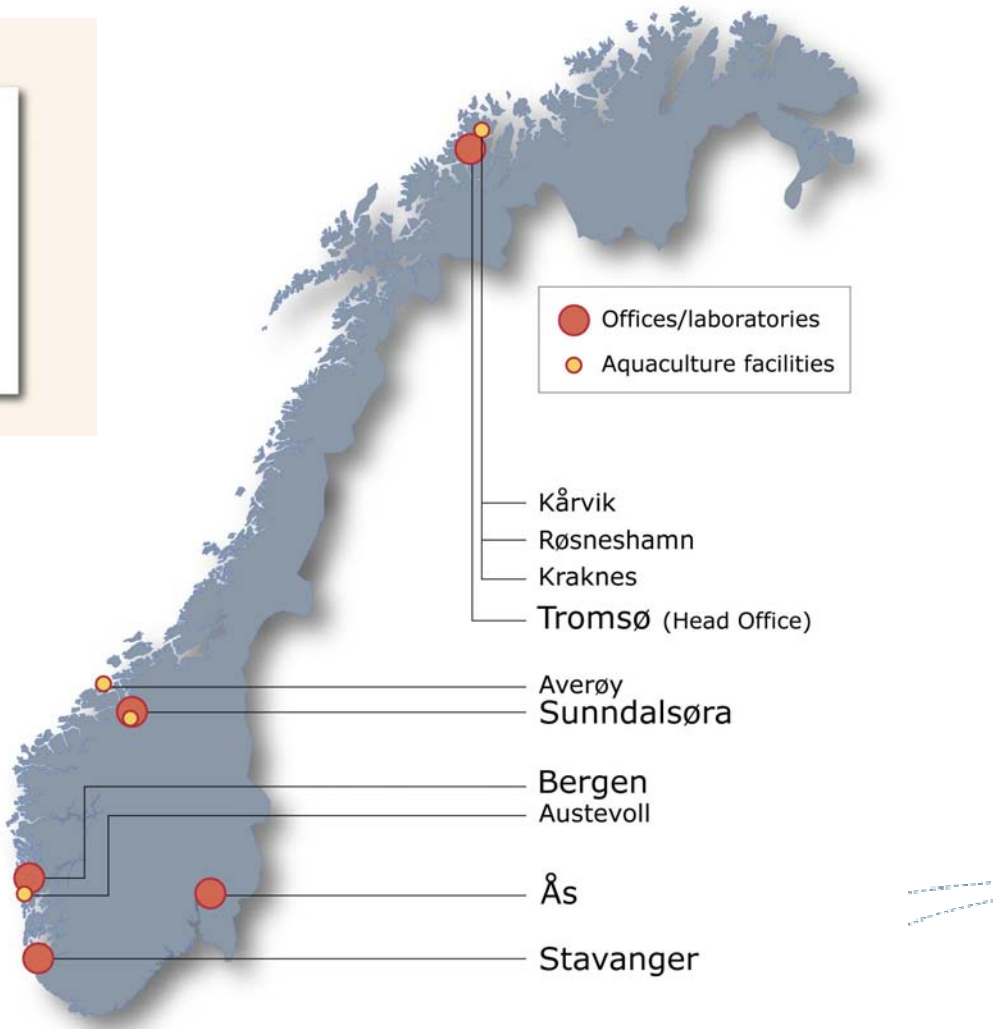 Offices/laboratories
Aquaculture facilities
Kårvik
Røsneshamn
Kraknes
Tromsø (Head Office)
Averøy
Sunndalsøra
Bergen
Austevoll
Ås
Stavanger